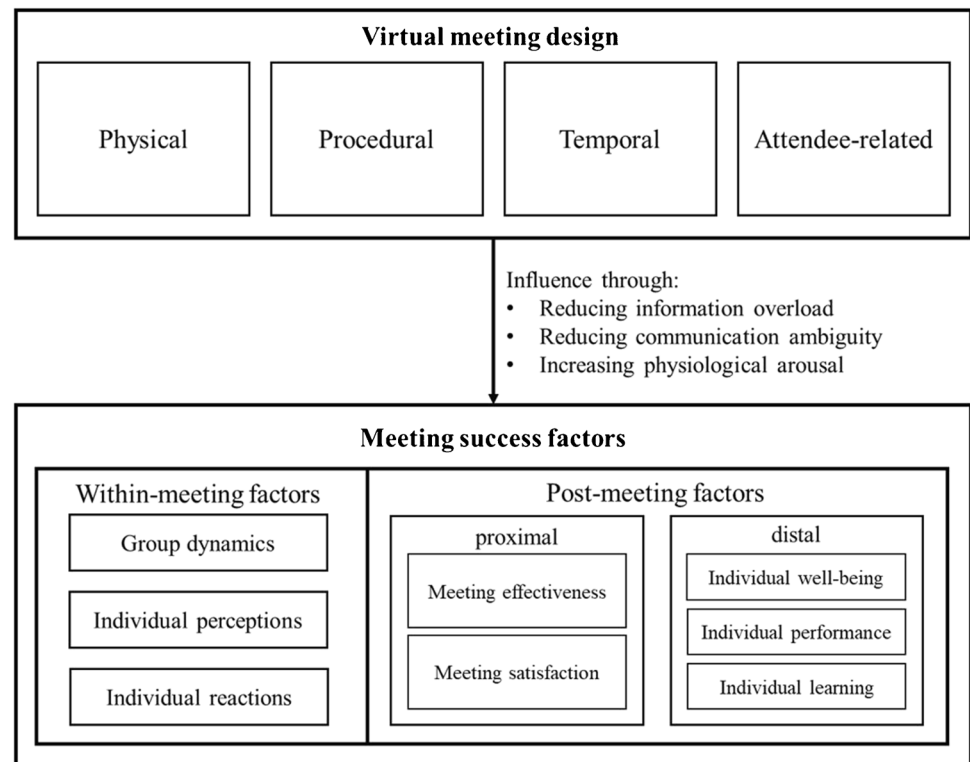 Virtual meeting design
Physical
Procedural
Temporal
Attendee-related
Influence through:
• Reducing information overload
• Reducing communication ambiguity
• Increasing physiological arousal
Meeting success factors
Within-meeting factors
Group dynamics
Individual perceptions
Individual reactions
Post-meeting factors
proximal
Meeting effectiveness
Meeting satisfaction
distal
Individual well-being
Individual performance
Individual learning